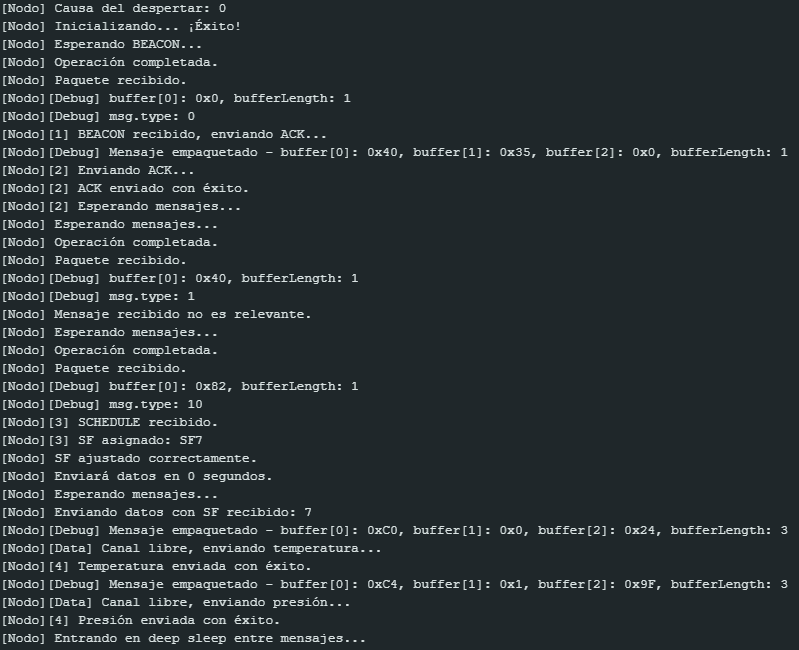 [Nodo] Causa del despertar: 0
[Nodo] Inicializando... ¡Éxito!
[Nodo] Esperando BEACON...
[Nodo] Operación completada.
[Nodo] Paquete recibido.
[Nodo][Debug] buffer[0]: 0x0, bufferLength: 1
[Nodo][Debug] msg.type: 0
[Nodo][1] BEACON recibido, enviando ACK...
[Nodo][Debug] Mensaje empaquetado - buffer[0]: 0x40, buffer[1]: 0x35, buffer[2]: 0x0, bufferLength: 1
[Nodo][2] Enviando ACK...
[Nodo][2] ACK enviado con éxito.
[Nodo][2] Esperando mensajes...
[Nodo] Esperando mensajes...
[Nodo] Operación completada.
[Nodo] Paquete recibido.
[Nodo][Debug] buffer[0]: 0x40, bufferLength: 1
[Nodo][Debug] msg.type: 1
[Nodo] Mensaje recibido no es relevante.
[Nodo] Esperando mensajes...
[Nodo] Operación completada.
[Nodo] Paquete recibido.
[Nodo][Debug] buffer[0]: 0x82, bufferLength: 1
[Nodo][Debug] msg.type: 10
[Nodo][3] SCHEDULE recibido.
[Nodo][3] SF asignado: SF7
[Nodo] SF ajustado correctamente.
[Nodo] Enviará datos en 0 segundos.
[Nodo] Esperando mensajes...
[Nodo] Enviando datos con SF recibido: 7
[Nodo][Debug] Mensaje empaquetado - buffer[0]: 0xC0, buffer[1]: 0x0, buffer[2]: 0x24, bufferLength: 3
[Nodo][Data] Canal libre, enviando temperatura...
[Nodo][4] Temperatura enviada con éxito.
[Nodo][Debug] Mensaje empaquetado - buffer[0]: 0xC4, buffer[1]: 0x1, buffer[2]: 0x9F, bufferLength: 3
[Nodo][Data] Canal libre, enviando presión...
[Nodo][4] Presión enviada con éxito.
[Nodo] Entrando en deep sleep entre mensajes...